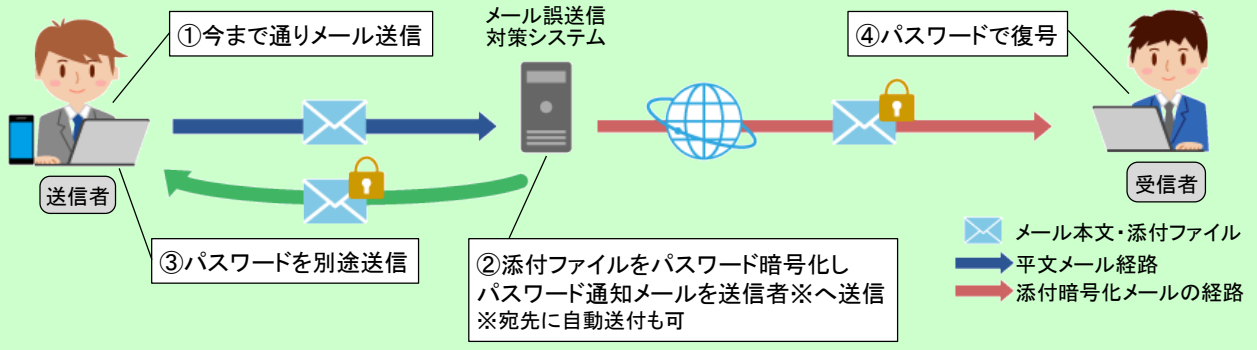 ①今まで通りメール送信
メール誤送信
対策システム
④パスワードで復号
送信者
受信者
③パスワードを別途送信
②添付ファイルをパスワード暗号化し
パスワード通知メールを送信者※へ送信
※宛先に自動送付も可
メール本文・添付ファイル
平文メール経路
添付暗号化メールの経路